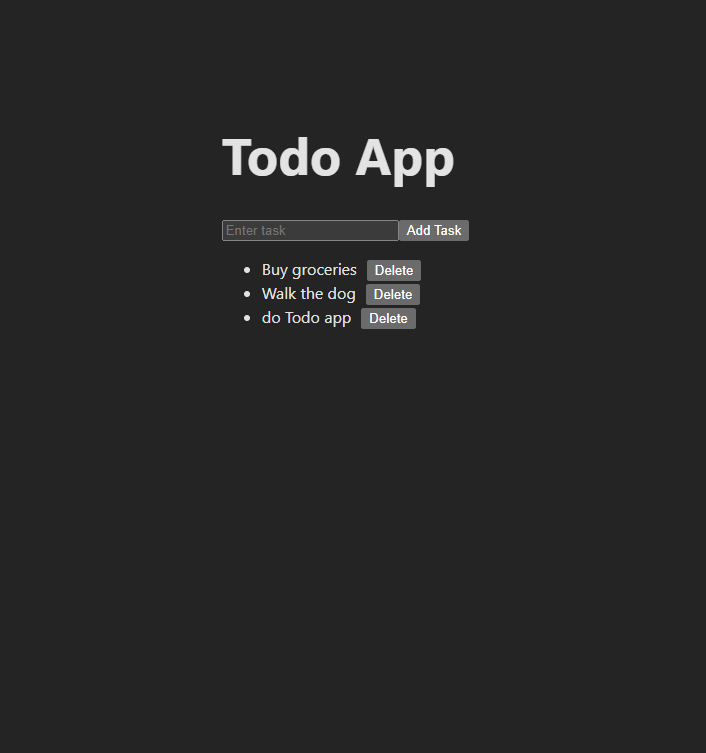 Todo App
Enter task Add Task
Buy groceries Delete
Walk the dog Delete
do Todo app Delete